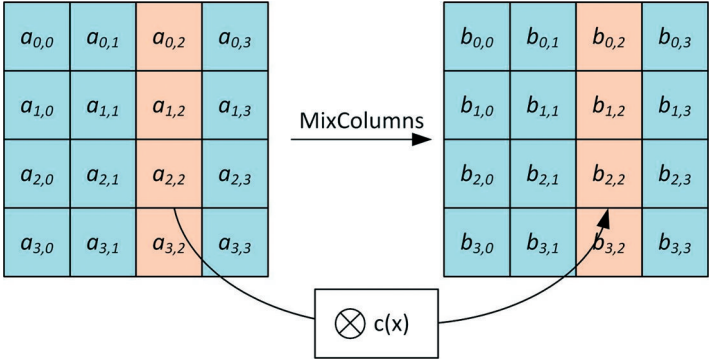 a0,0 a0,1 a0,2 a0,3 b0,0 b0,1 b0,2 b0,3
a1,0 a1,1 a1,2 a1,3 MixColumns b1,0 b1,1 b1,2 b1,3
a2,0 a2,1 a2,2 a2,3 b2,0 b2,1 b2,2 b2,3
a3,0 a3,1 a3,2 a3,3 b3,0 b3,1 b3,2 b3,3
⊗ c(x)